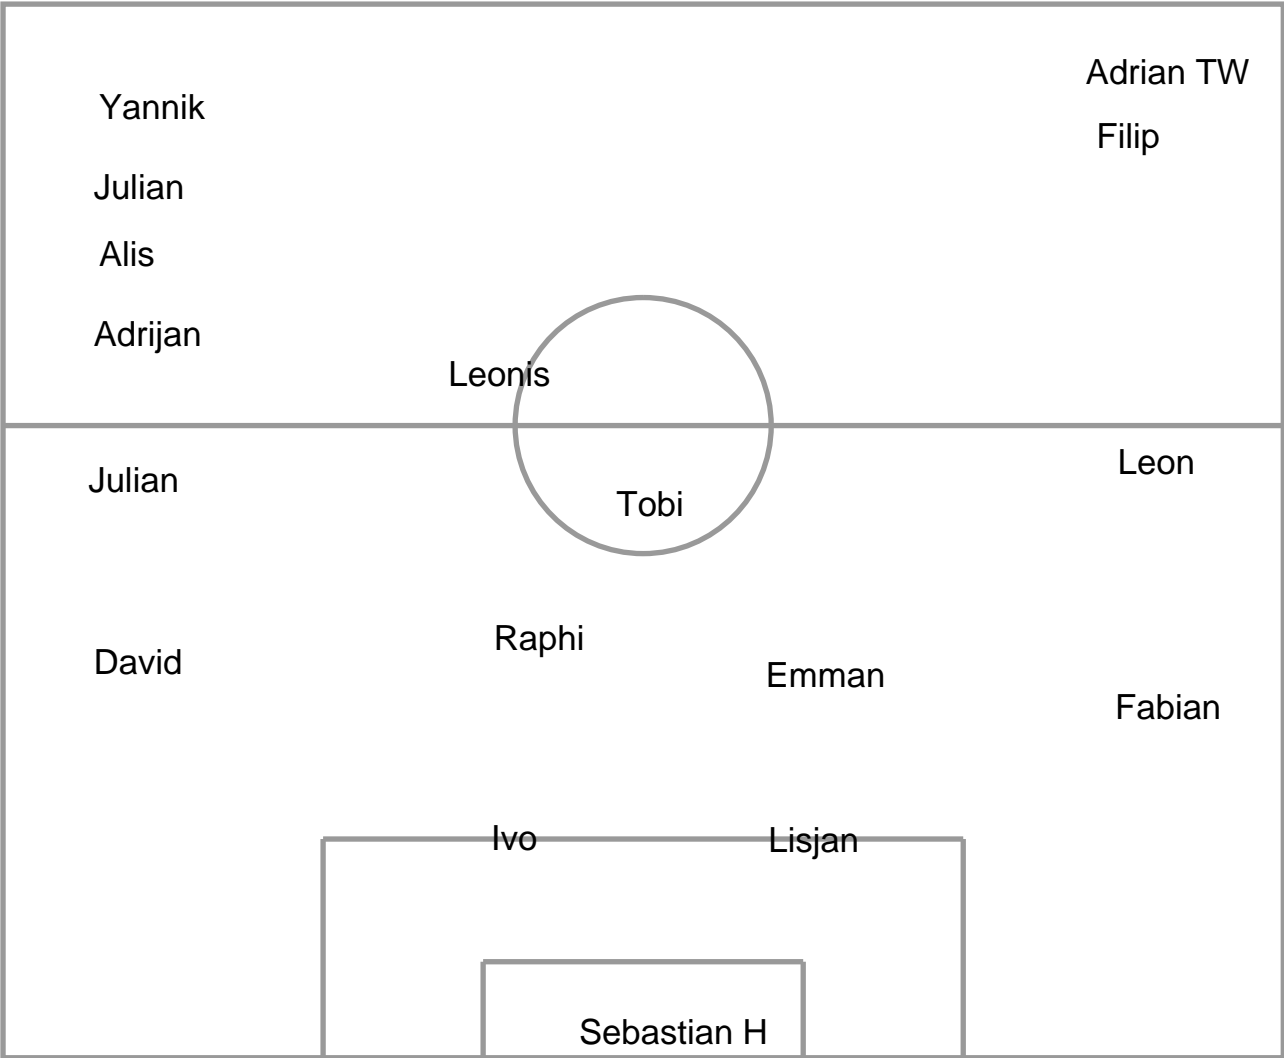 Adrian TW
Yannik
Filip
Julian
Alis
Adrijan
Leonis
Leon
Julian
Tobi
Raphi
David
Emman
Fabian
Ivo
Lisjan
Sebastian H